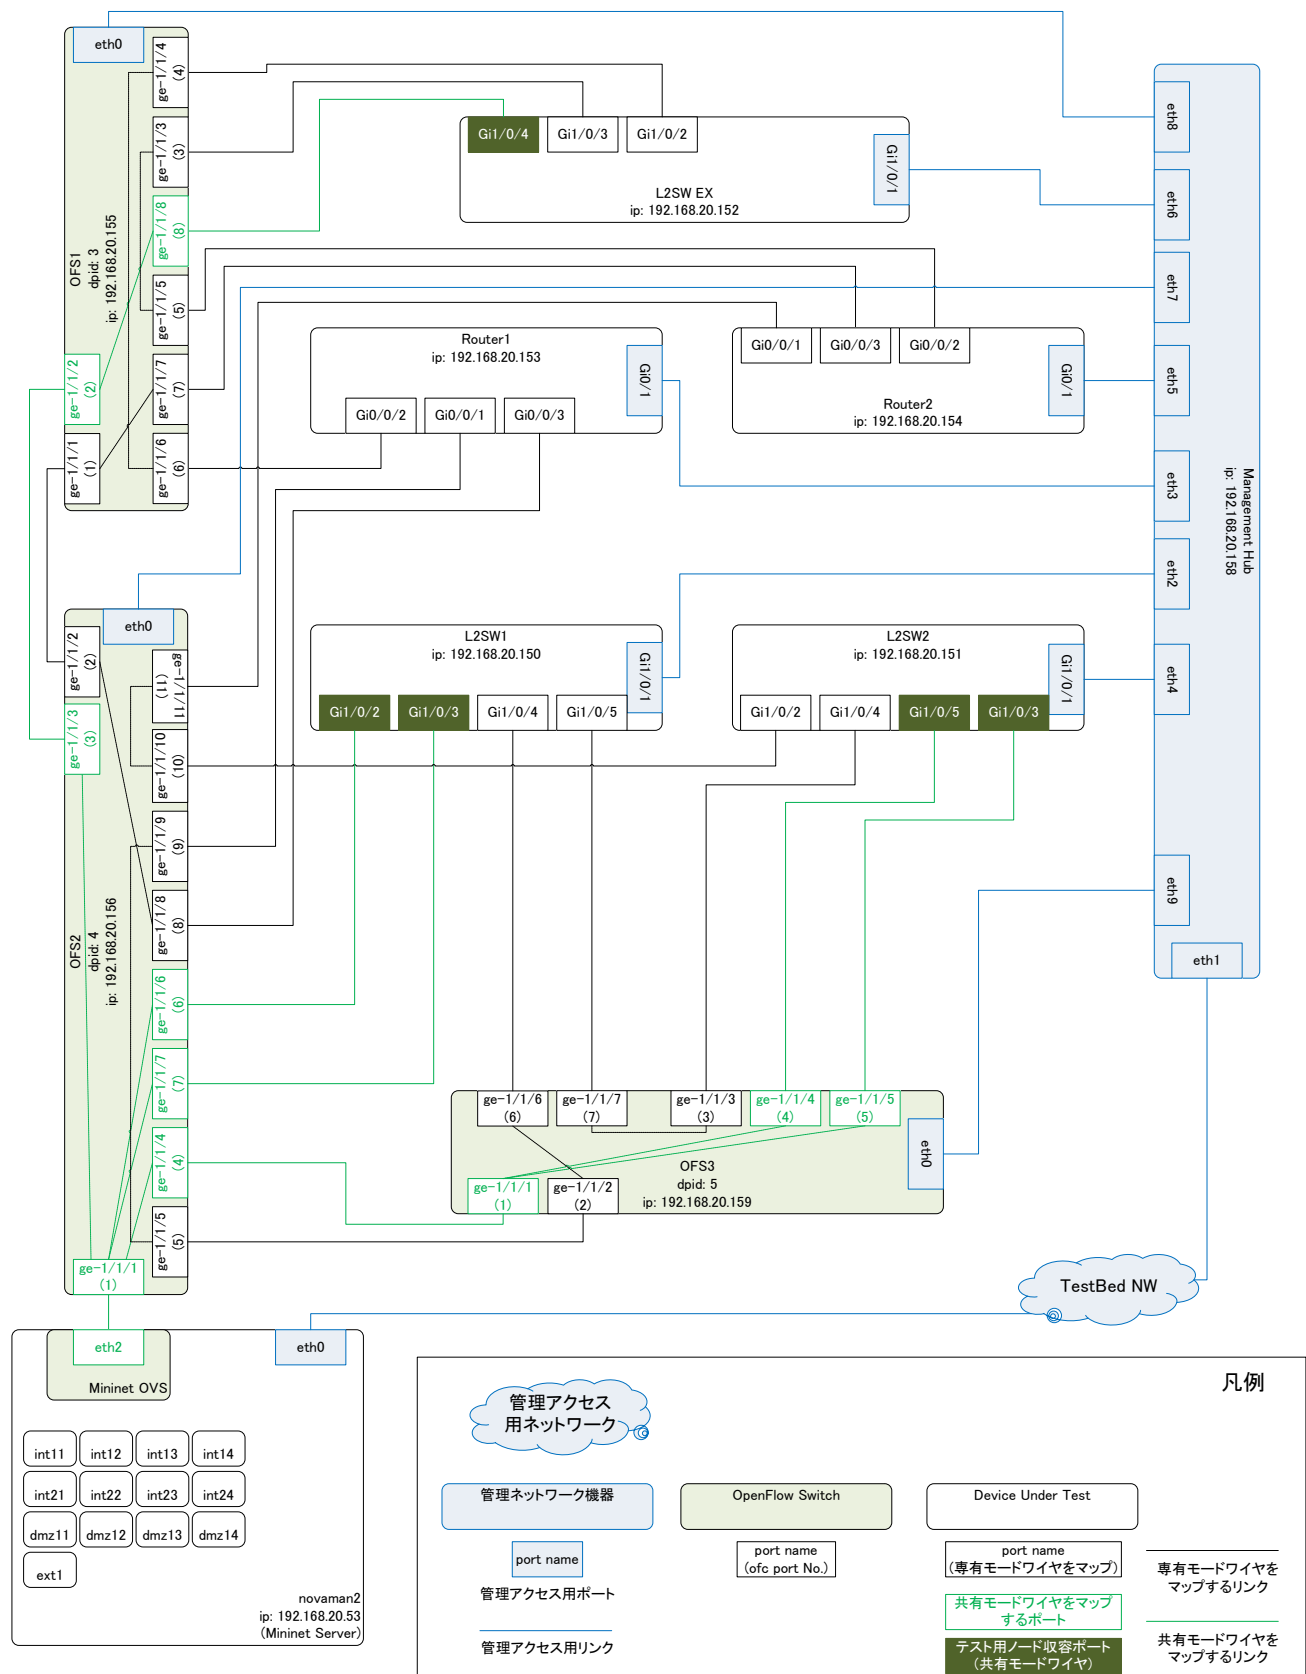 eth0
ge-1/1/4
(4)
ge-1/1/3
(3)
ge-1/1/8
(8)
ge-1/1/5
(5)
ge-1/1/7
(7)
ge-1/1/6
(6)
ge-1/1/2
(2)
ge-1/1/1
(1)
OFS1
dpid: 3
ip: 192.168.20.155
Gi1/0/4
Gi1/0/3
Gi1/0/2
Gi1/0/1
L2SW EX
ip: 192.168.20.152
Router1
ip: 192.168.20.153
Gi0/1
Gi0/0/2
Gi0/0/1
Gi0/0/3
Gi0/0/1
Gi0/0/3
Gi0/0/2
Gi0/1
Router2
ip: 192.168.20.154
eth8
eth6
eth7
eth5
eth3
eth2
eth4
eth9
eth1
Management Hub
ip: 192.168.20.158
eth0
ge-1/1/2
(2)
ge-1/1/3
(3)
ge-1/1/11
(11)
ge-1/1/10
(10)
ge-1/1/9
(9)
ge-1/1/8
(8)
ge-1/1/6
(6)
ge-1/1/7
(7)
ge-1/1/4
(4)
ge-1/1/5
(5)
ge-1/1/1
(1)
OFS2
dpid: 4
ip: 192.168.20.156
L2SW1
ip: 192.168.20.150
Gi1/0/1
Gi1/0/2
Gi1/0/3
Gi1/0/4
Gi1/0/5
L2SW2
ip: 192.168.20.151
Gi1/0/1
Gi1/0/2
Gi1/0/4
Gi1/0/5
Gi1/0/3
ge-1/1/6
(6)
ge-1/1/7
(7)
ge-1/1/3
(3)
ge-1/1/4
(4)
ge-1/1/5
(5)
eth0
ge-1/1/1
(1)
ge-1/1/2
(2)
OFS3
dpid: 5
ip: 192.168.20.159
TestBed NW
eth2
Mininet OVS
eth0
int11
int12
int13
int14
int21
int22
int23
int24
dmz11
dmz12
dmz13
dmz14
ext1
novaman2
ip: 192.168.20.53
(Mininet Server)
凡例
管理アクセス
用ネットワーク
管理ネットワーク機器
OpenFlow Switch
Device Under Test
port name
管理アクセス用ポート
管理アクセス用リンク
port name
(ofc port No.)
port name
(専有モードワイヤをマップ)
共有モードワイヤをマップ
するポート
テスト用ノード収容ポート
(共有モードワイヤ)
専有モードワイヤを
マップするリンク
共有モードワイヤを
マップするリンク